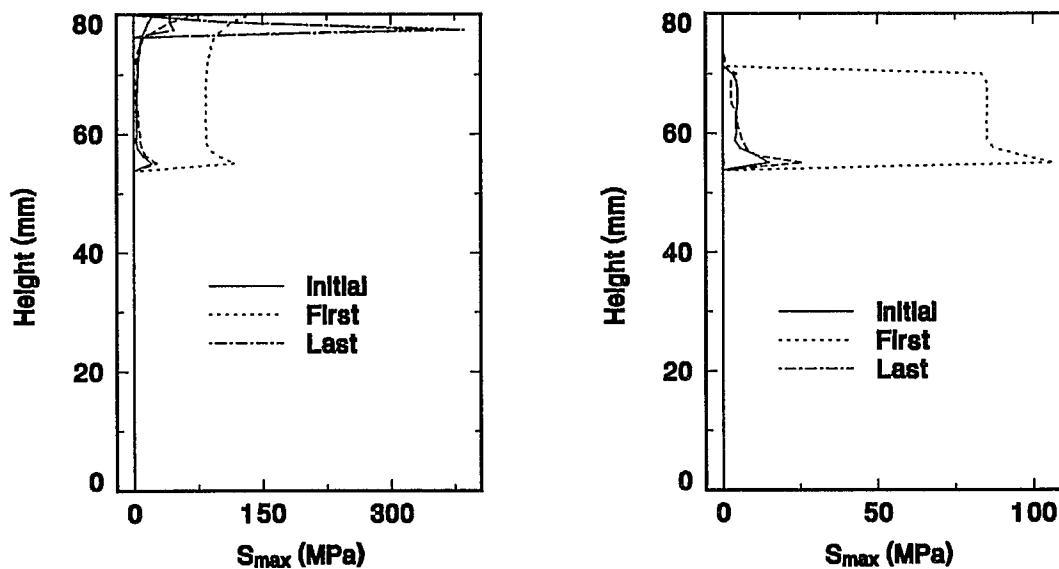 80
60
40
20
0
Height (mm)
Initial
First
Last
0 150 300
Smax (MPa)
80
60
40
20
0
Height (mm)
Initial
First
Last
0 50 100
Smax (MPa)